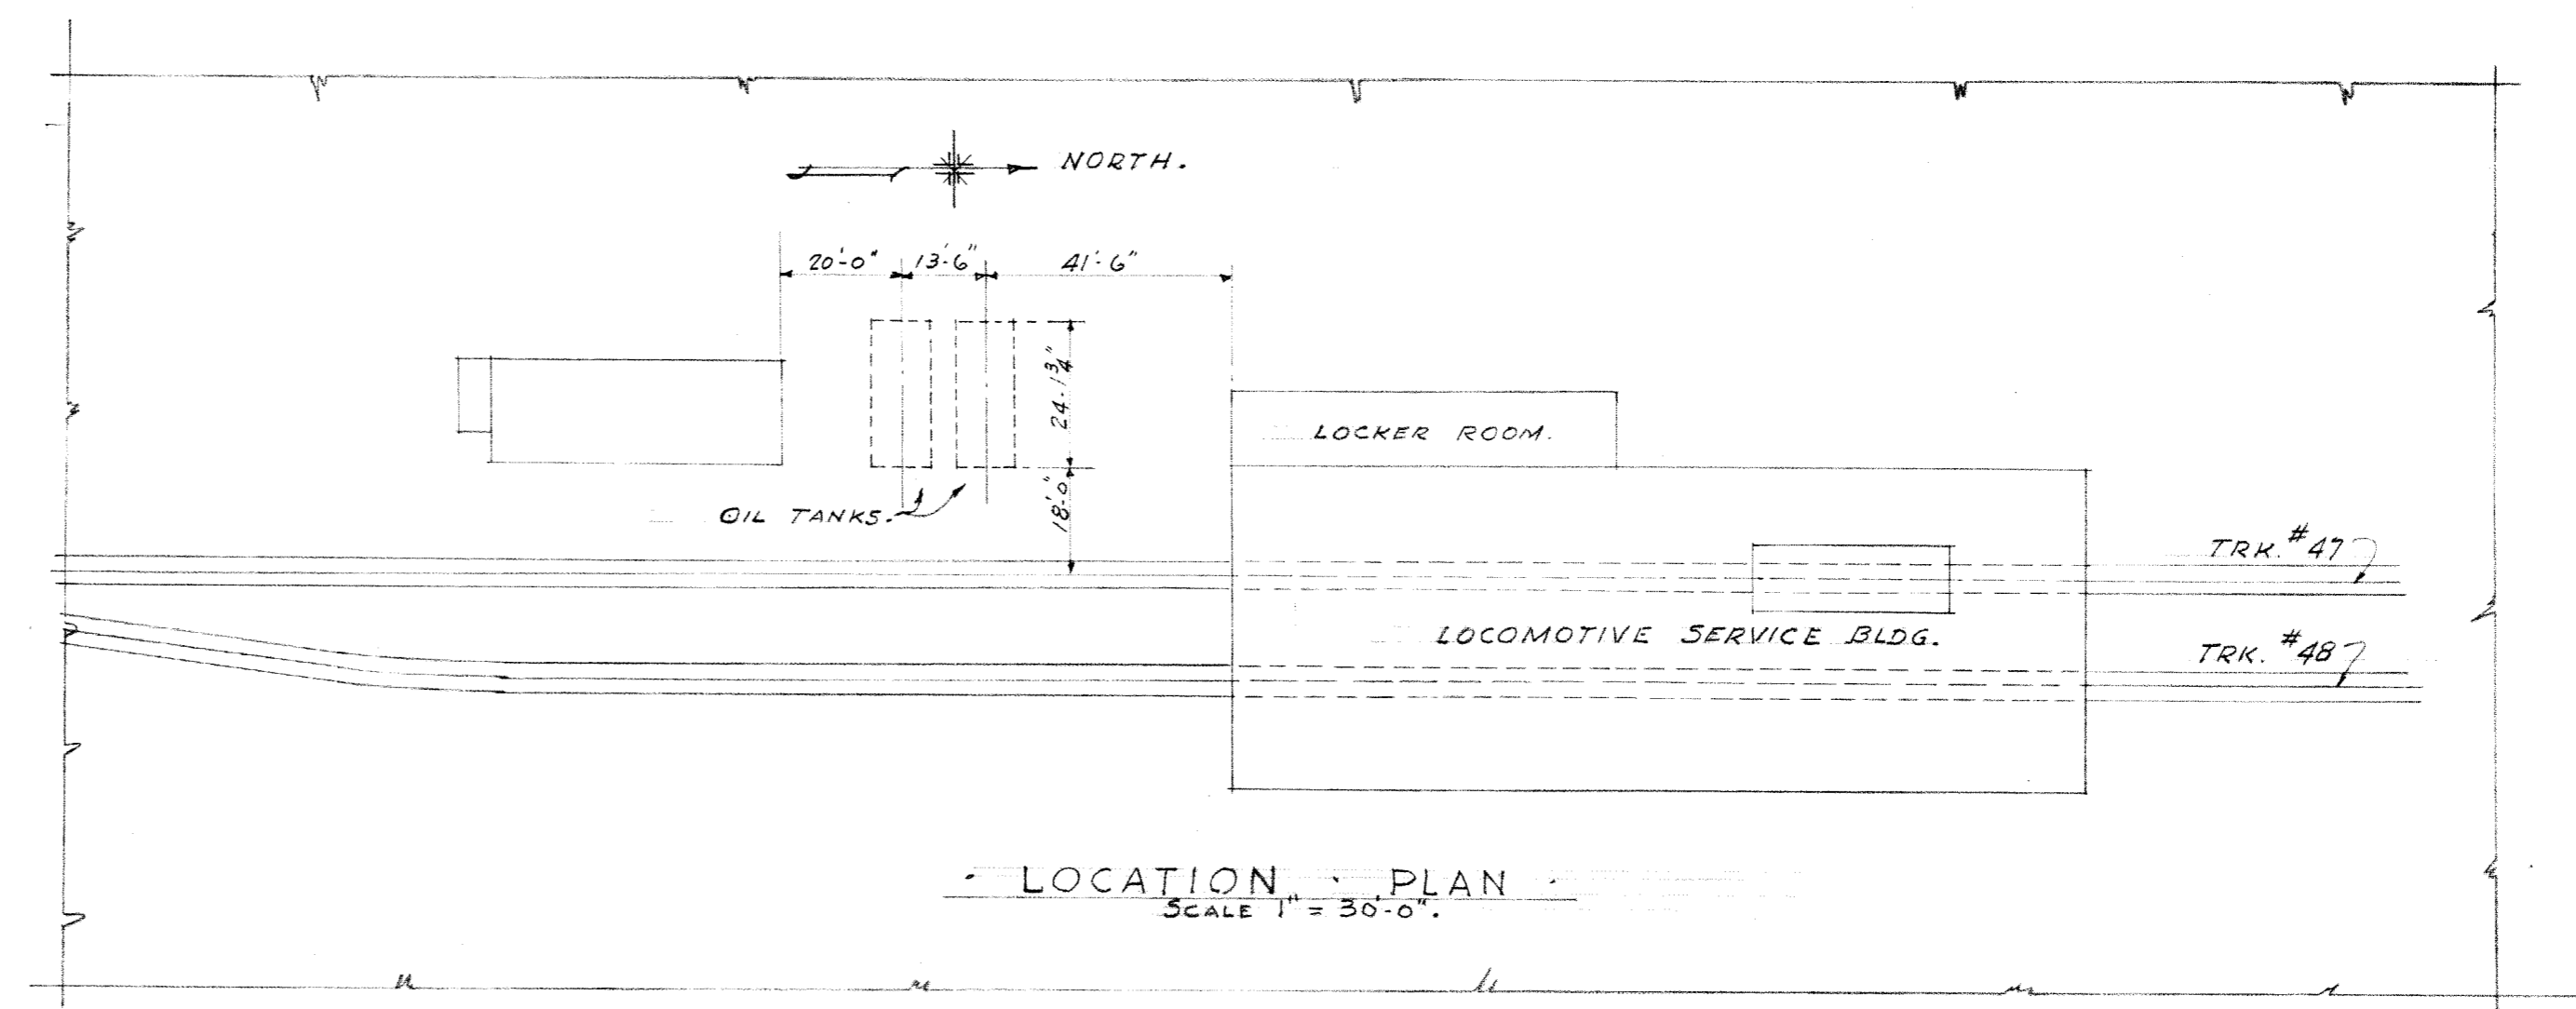 NORTH.
20'-0" 13'-6" 41'-6"
24-1 3/4"
LOCKER ROOM.
18'-0"
OIL TANKS.
TRK. #47
LOCOMOTIVE SERVICE BLDG.
TRK. #48
· LOCATION · PLAN ·
SCALE 1" = 30'-0".